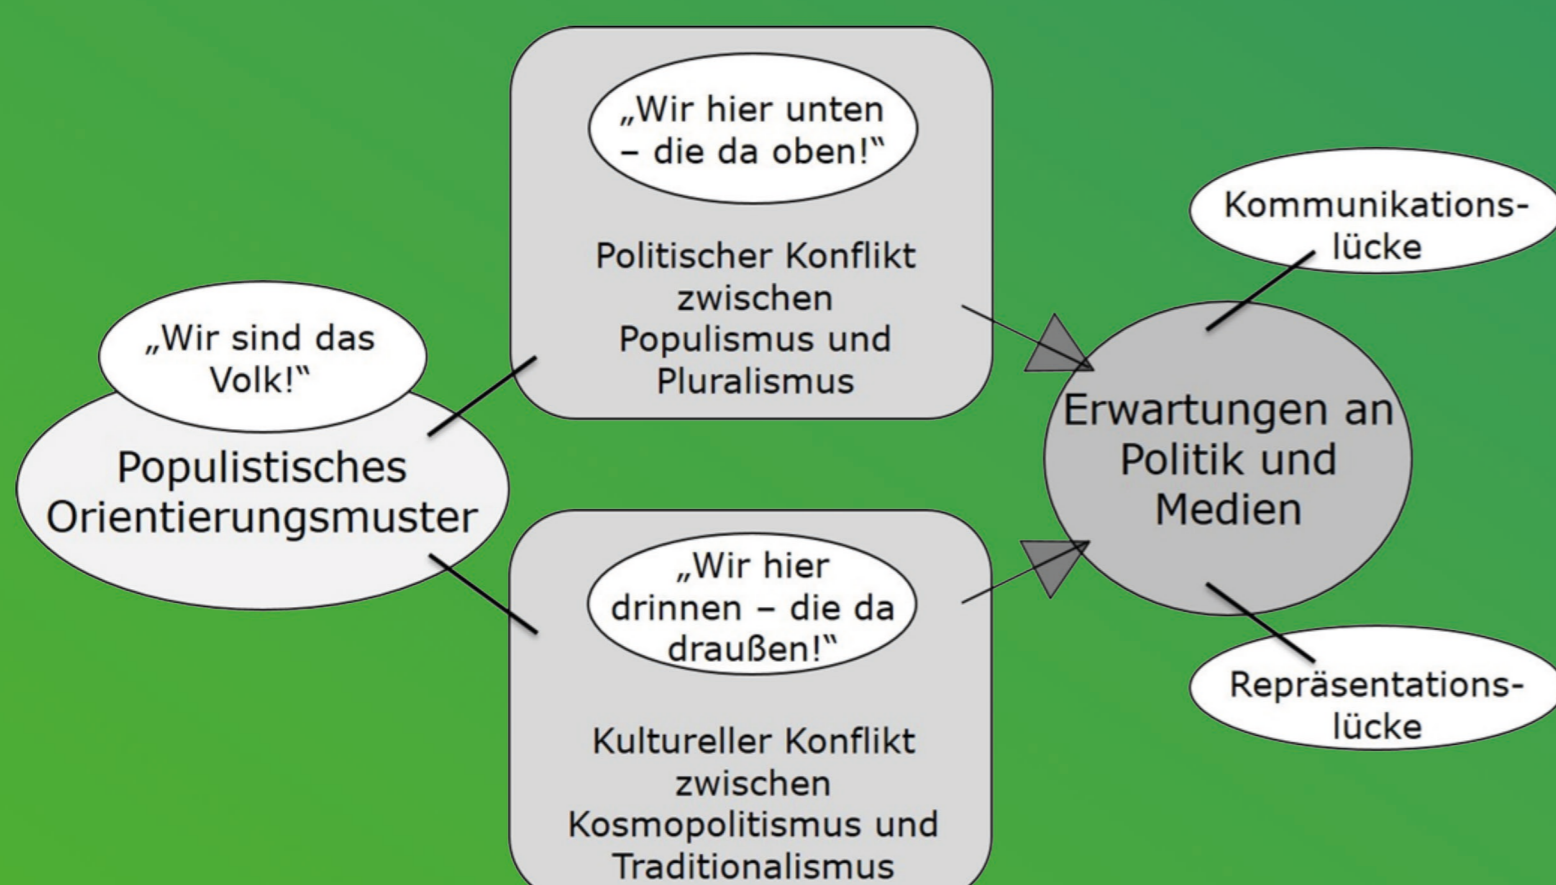 „Wir sind das
Volk!“
Populistisches
Orientierungsmuster
„Wir hier unten
– die da oben!“
Politischer Konflikt
zwischen
Populismus und
Pluralismus
„Wir hier
drinnen – die da
draußen!“
Kultureller Konflikt
zwischen
Kosmopolitismus und
Traditionalismus
Kommunikations-
lücke
Erwartungen an
Politik und
Medien
Repräsentations-
lücke